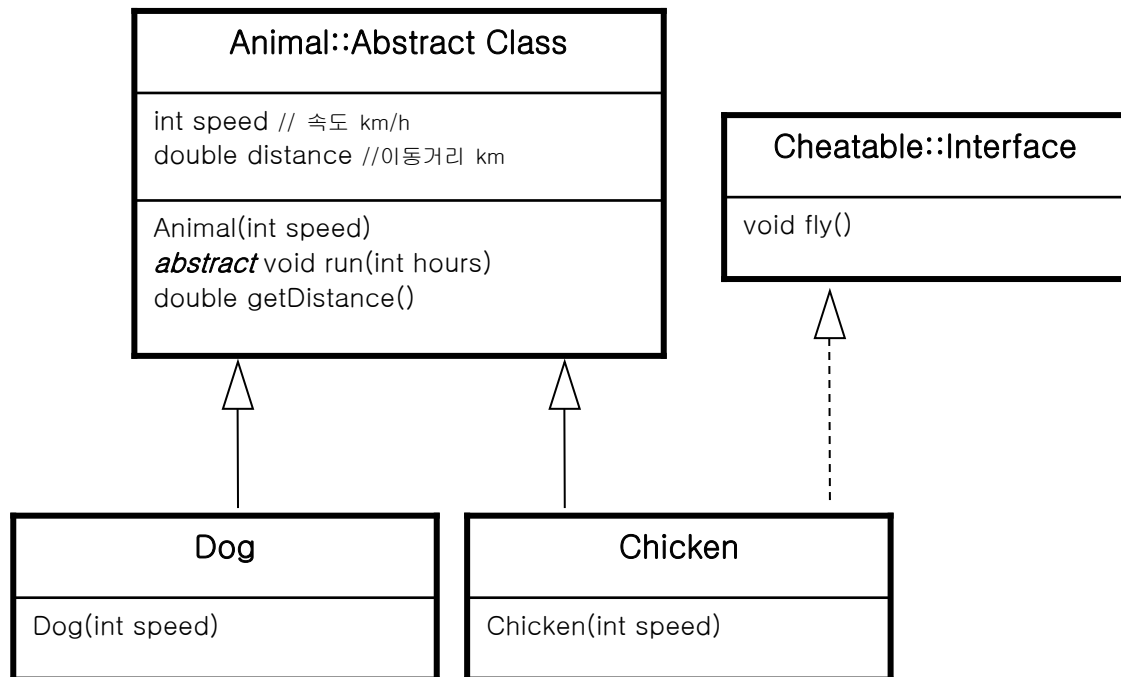 Animal::Abstract Class
int speed // 속도 km/h
double distance //이동거리 km
Animal(int speed)
abstract void run(int hours)
double getDistance()
Cheatable::Interface
void fly()
Dog
Dog(int speed)
Chicken
Chicken(int speed)